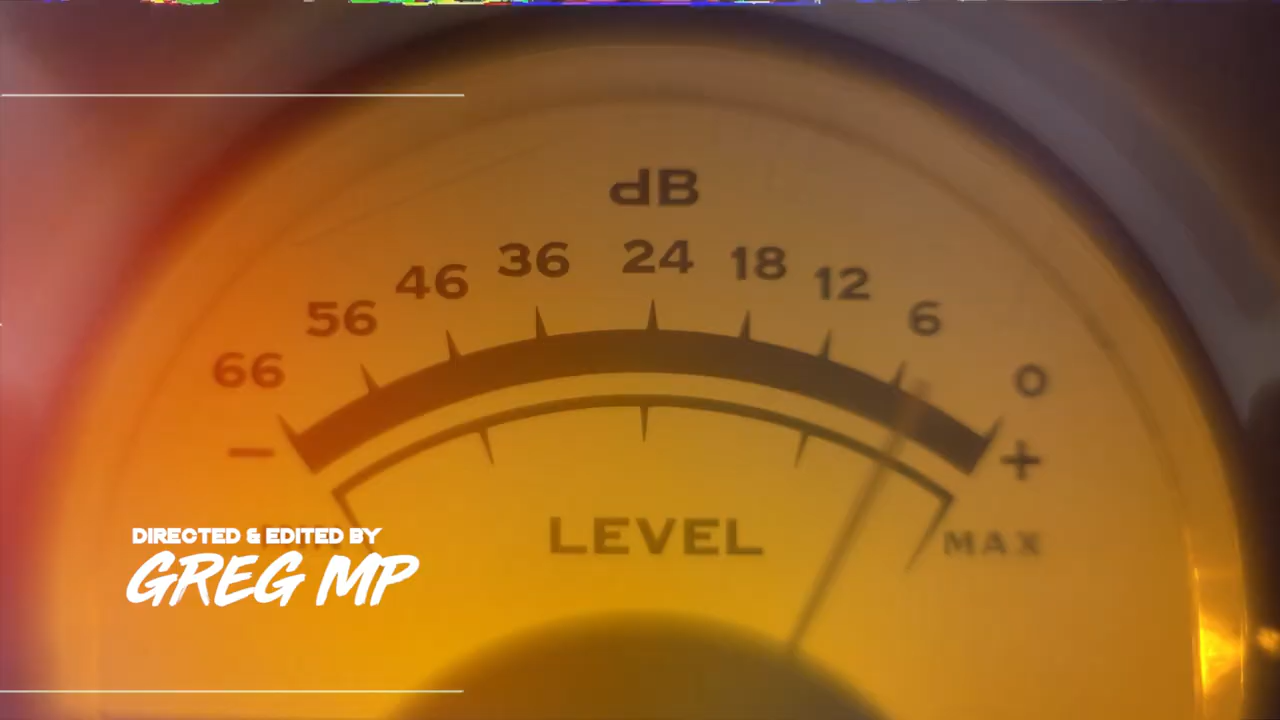 dB
66 56 46 36 24 18 12 6 0
− +
LEVEL MAX
DIRECTED & EDITED BY
GREG MP